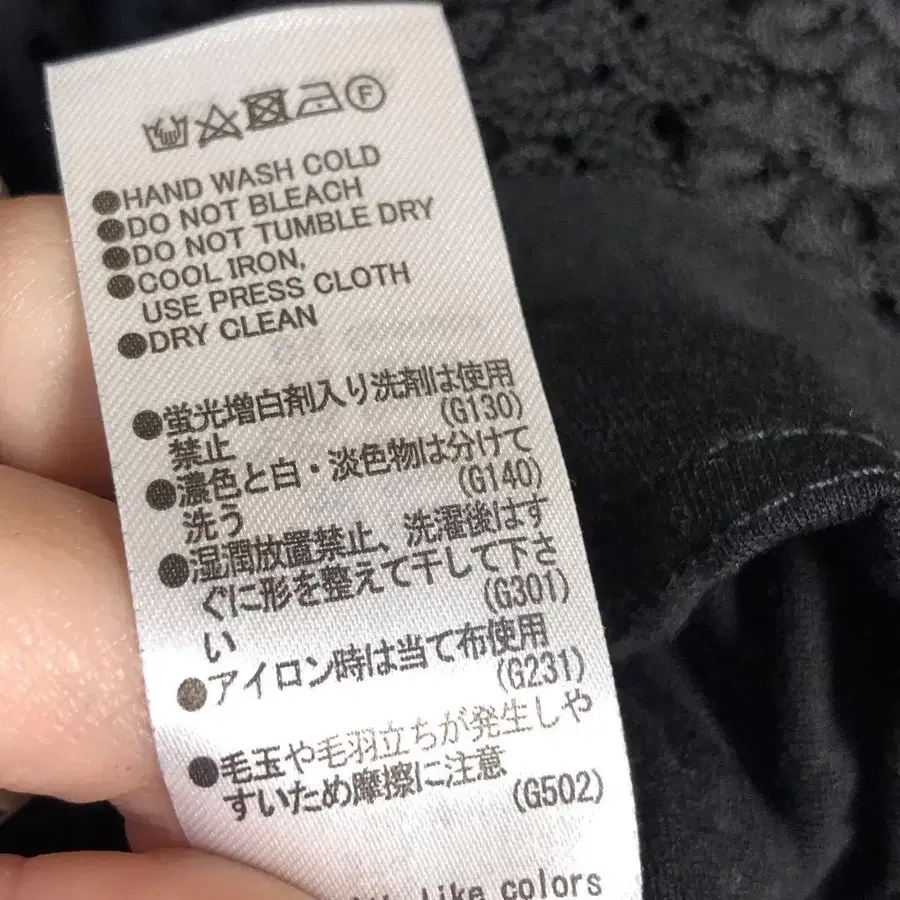 F
●HAND WASH COLD
●DO NOT BLEACH
●DO NOT TUMBLE DRY
●COOL IRON,
USE PRESS CLOTH
●DRY CLEAN
●蛍光増白剤入り洗剤は使用
禁止 (G130)
●濃色と白・淡色物は分けて
洗う (G140)
●湿潤放置禁止、洗濯後はす
ぐに形を整えて干して下さ
い (G301)
●アイロン時は当て布使用
(G231)
●毛玉や毛羽立ちが発生しや
すいため摩擦に注意
(G502)
like colors